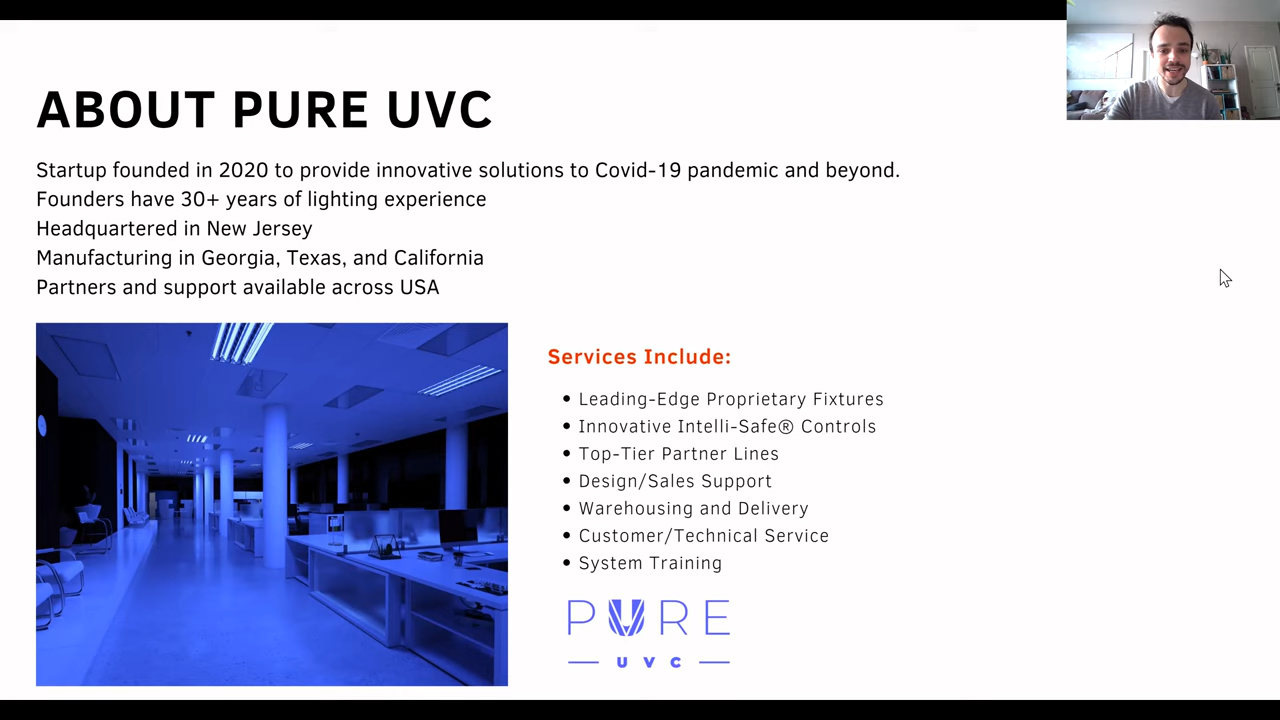 ABOUT PURE UVC
Startup founded in 2020 to provide innovative solutions to Covid-19 pandemic and beyond.
Founders have 30+ years of lighting experience
Headquartered in New Jersey
Manufacturing in Georgia, Texas, and California
Partners and support available across USA
Services Include:
• Leading-Edge Proprietary Fixtures
• Innovative Intelli-Safe® Controls
• Top-Tier Partner Lines
• Design/Sales Support
• Warehousing and Delivery
• Customer/Technical Service
• System Training
PURE
UVC